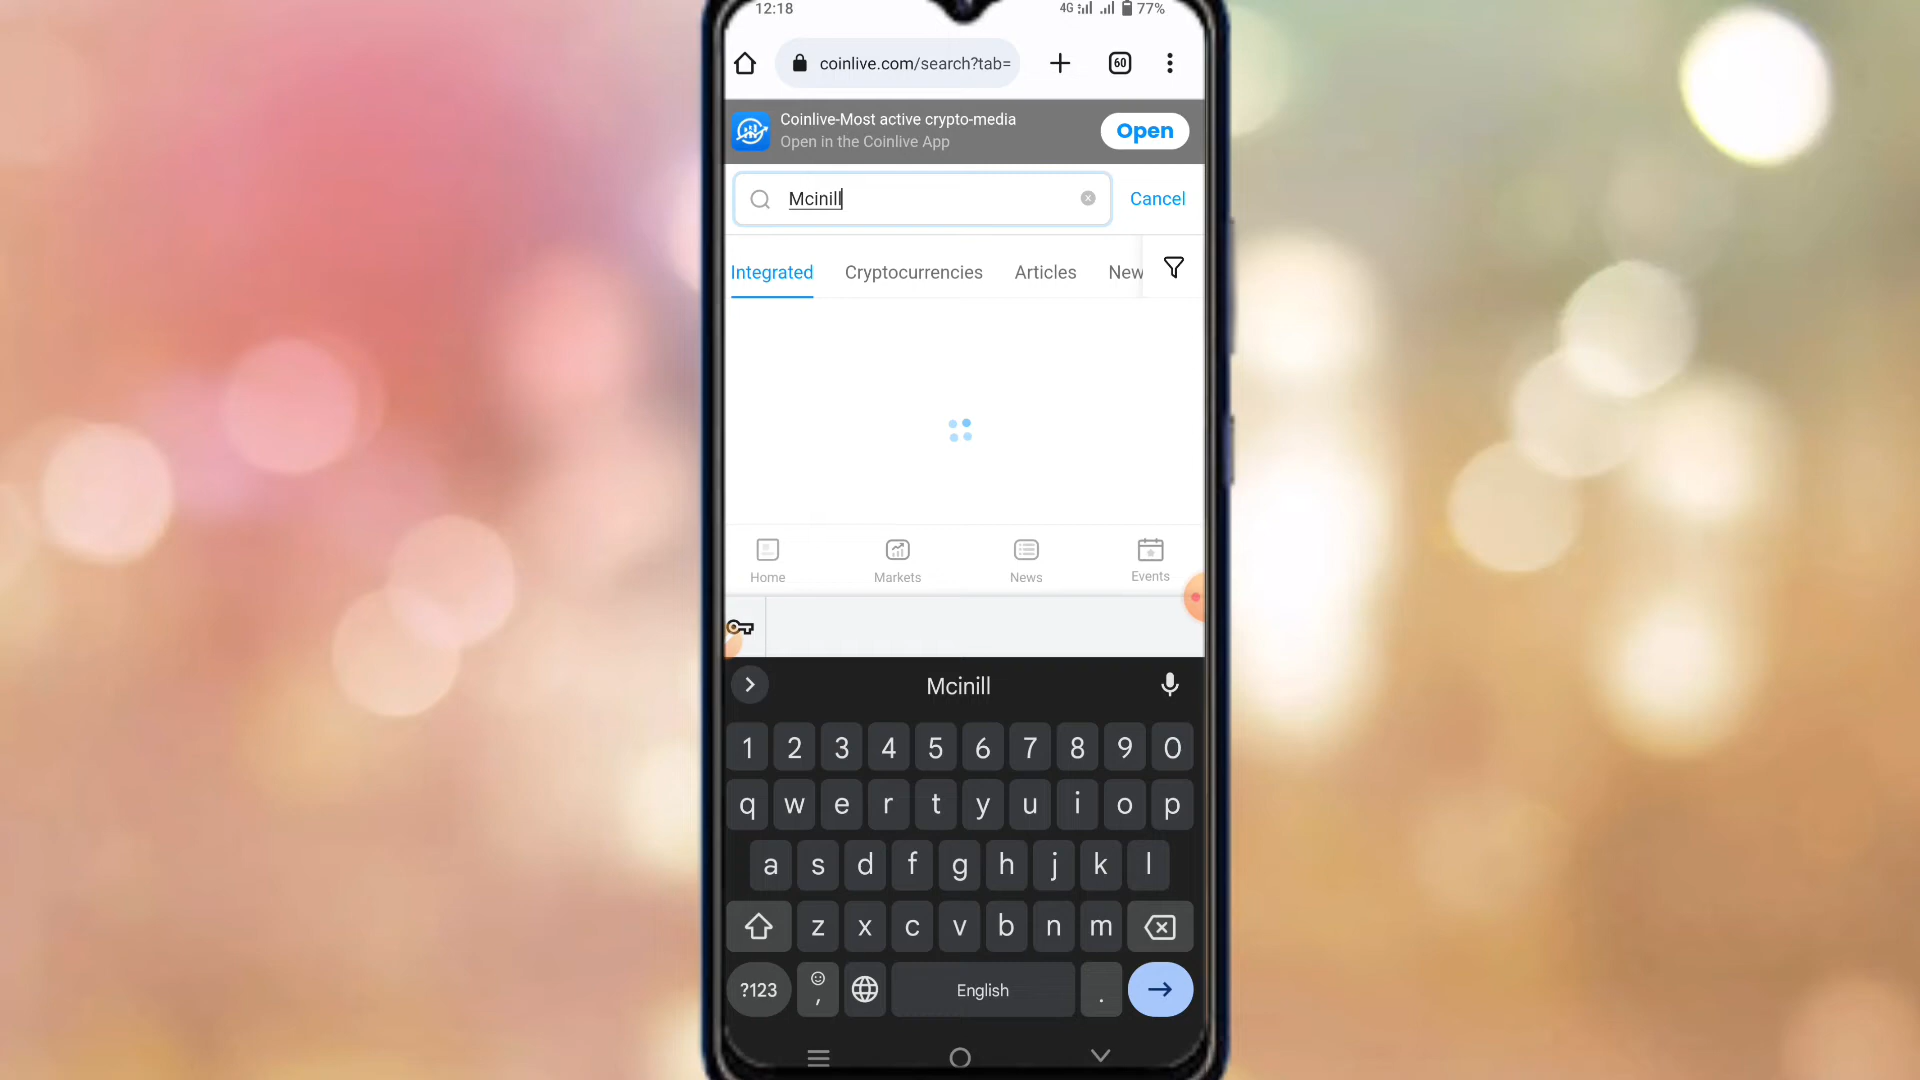 12:18 4G 77%
coinlive.com/search?tab= 60
Coinlive-Most active crypto-media
Open in the Coinlive App
Open
Mcinill Cancel
Integrated Cryptocurrencies Articles New
Home Markets News Events
Mcinill
1 2 3 4 5 6 7 8 9 0
q w e r t y u i o p
a s d f g h j k l
z x c v b n m
?123 , English .